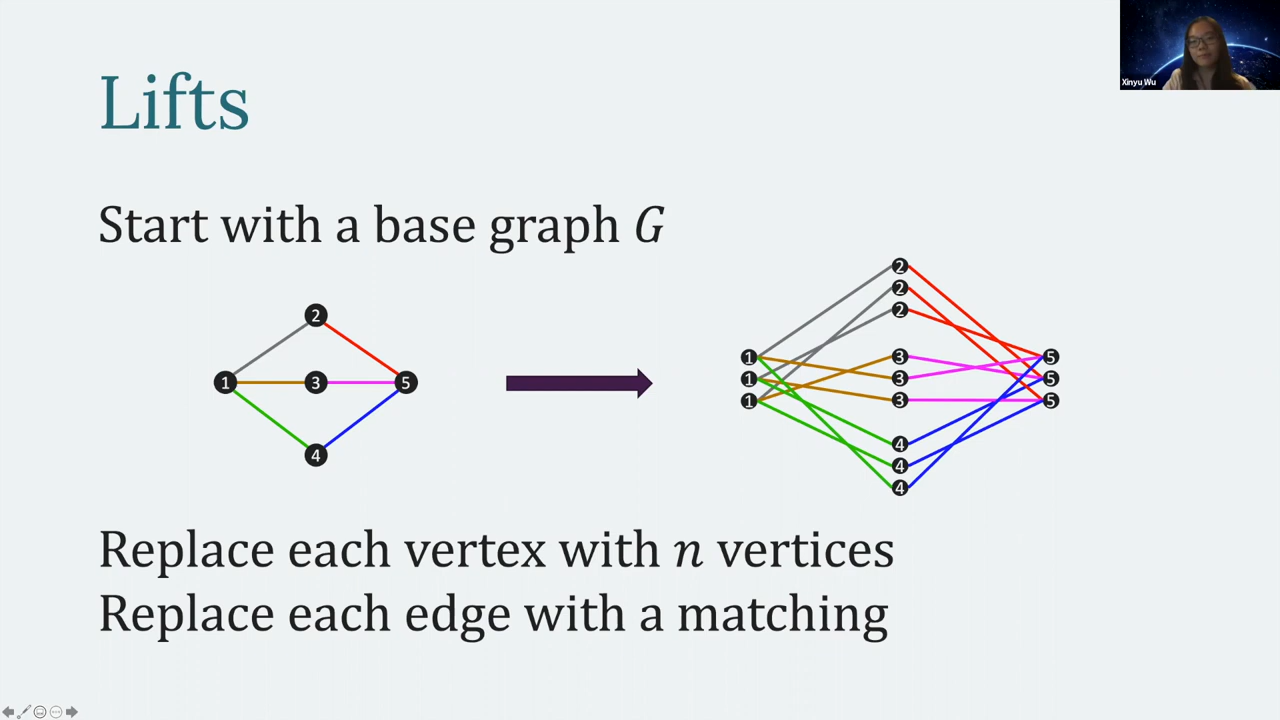 Xinyu Wu
Lifts
Start with a base graph G
2
1 3 5
4
2
2
2
1 3 5
1 3 5
1 3 5
4
4
4
Replace each vertex with n vertices
Replace each edge with a matching